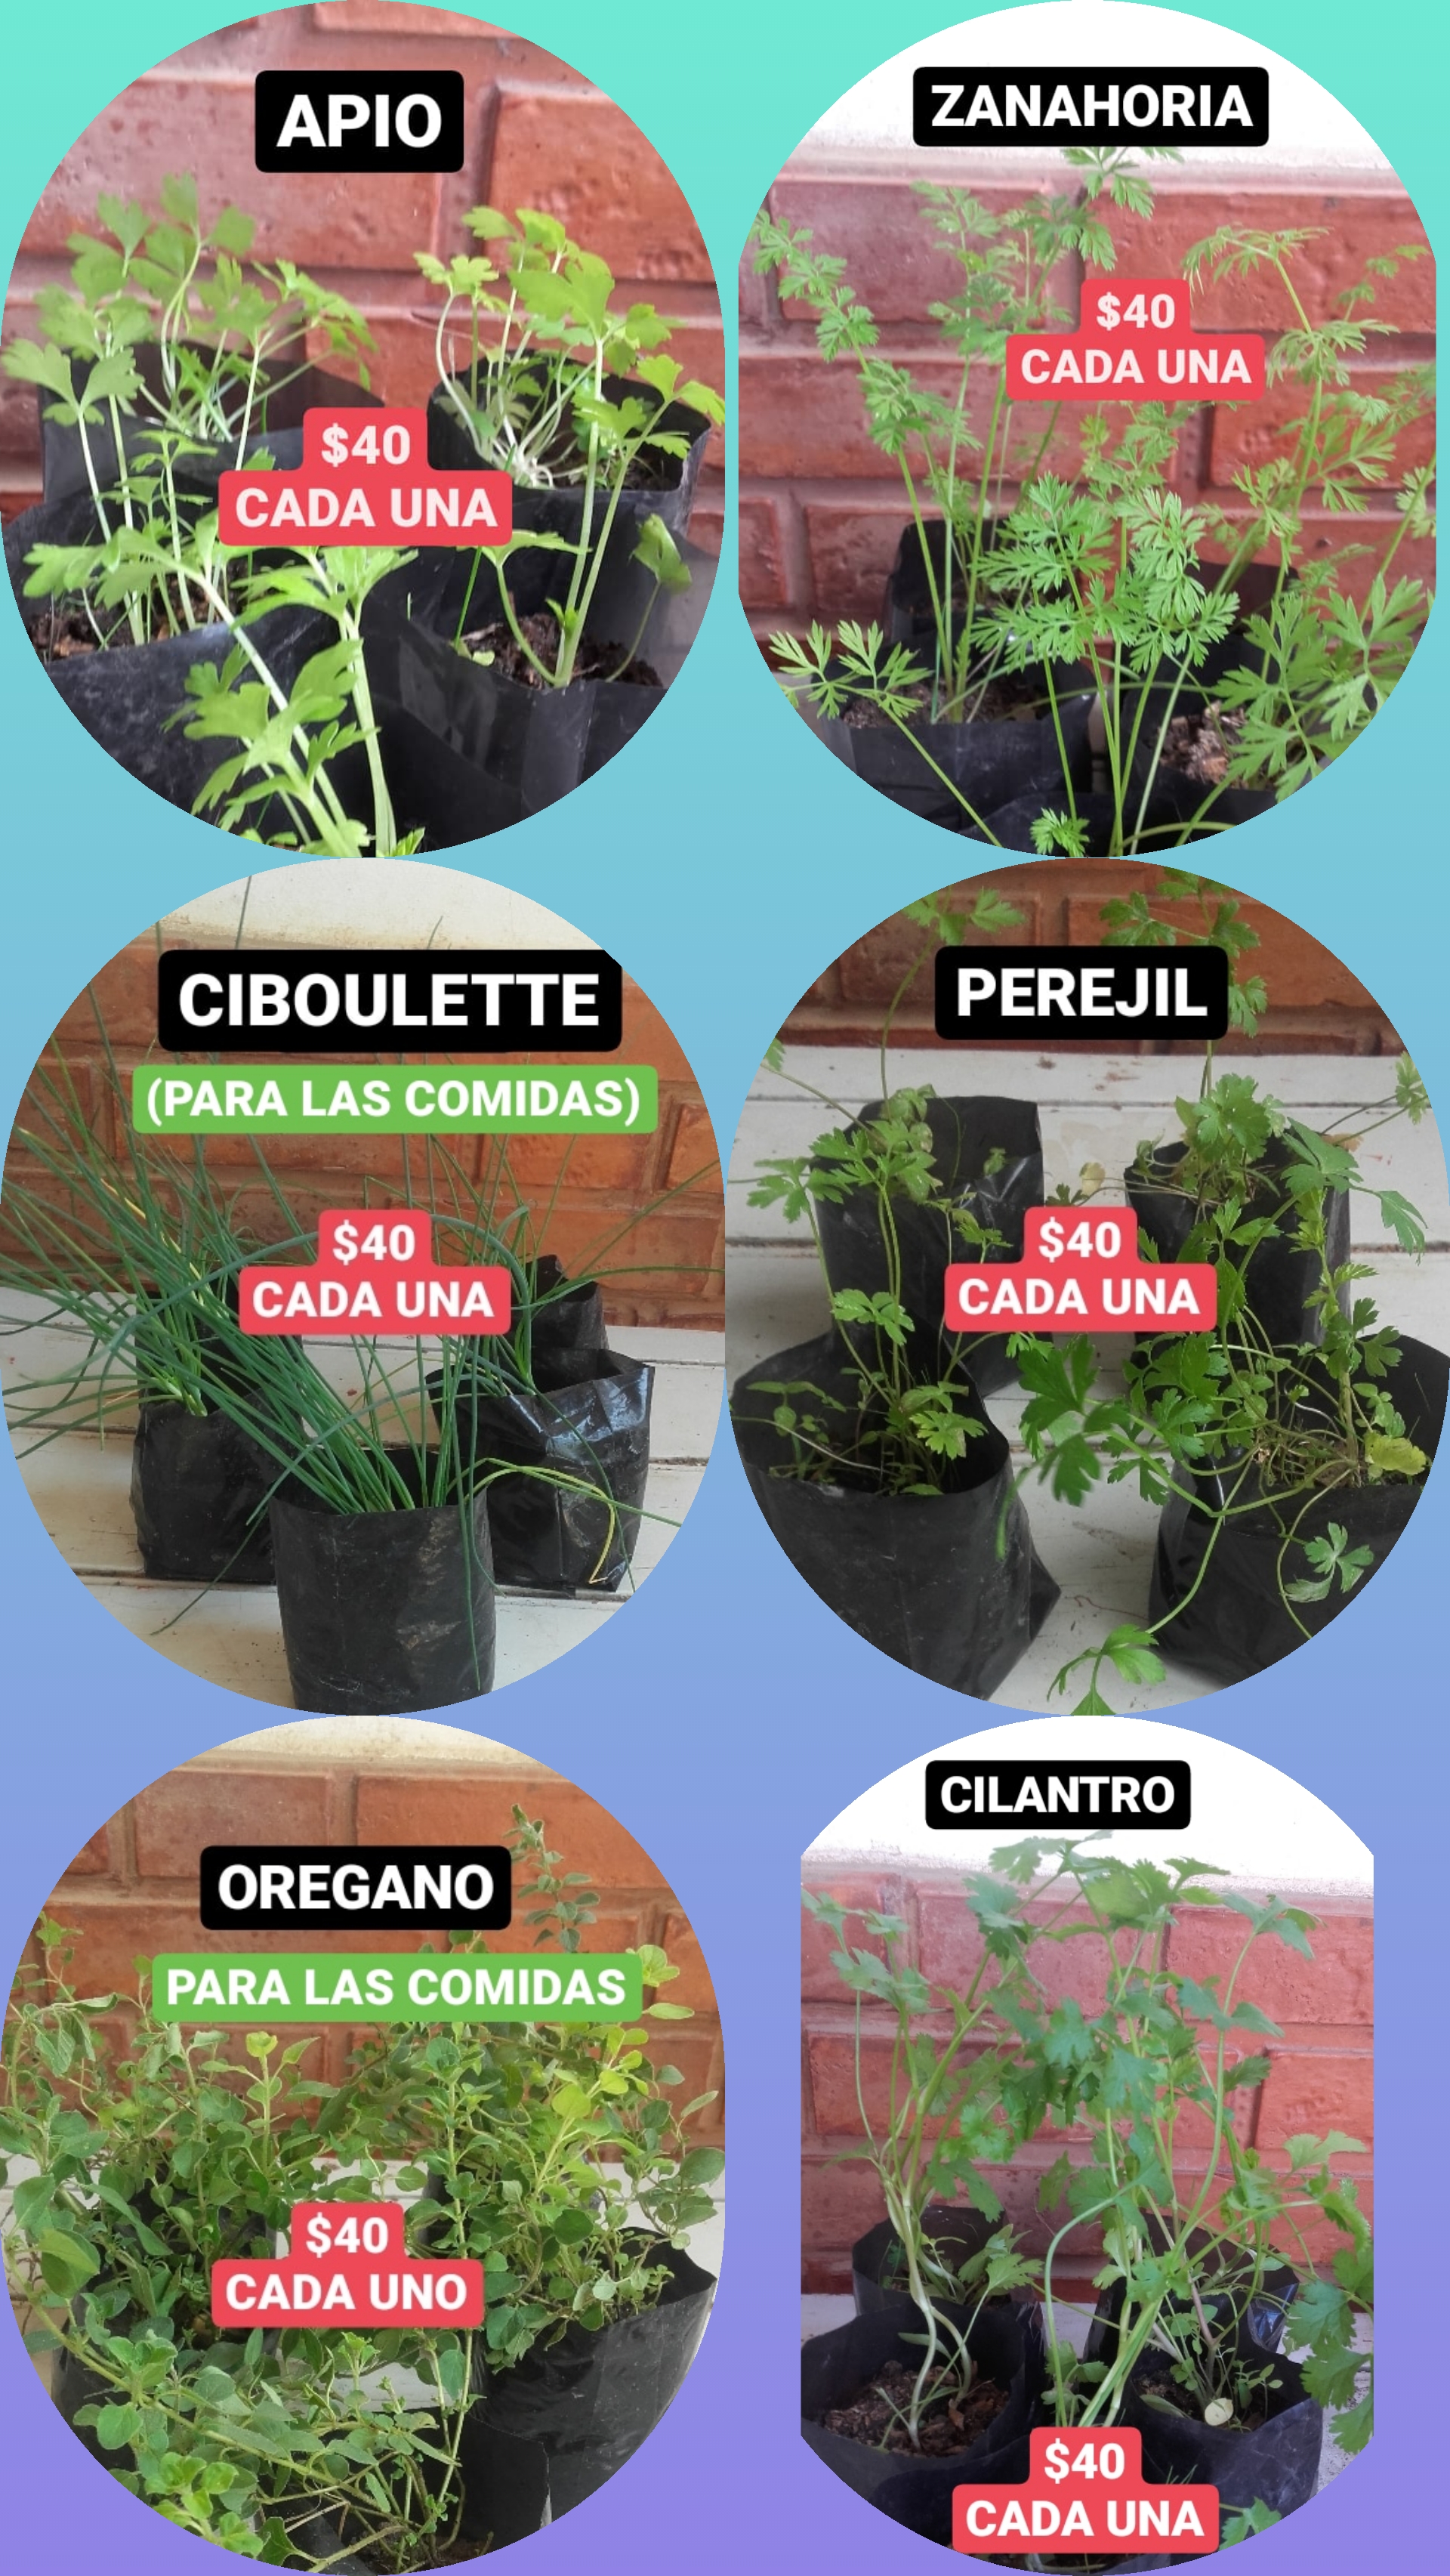 APIO
$40
CADA UNA
ZANAHORIA
$40
CADA UNA
CIBOULETTE
(PARA LAS COMIDAS)
$40
CADA UNA
PEREJIL
$40
CADA UNA
OREGANO
PARA LAS COMIDAS
$40
CADA UNO
CILANTRO
$40
CADA UNA